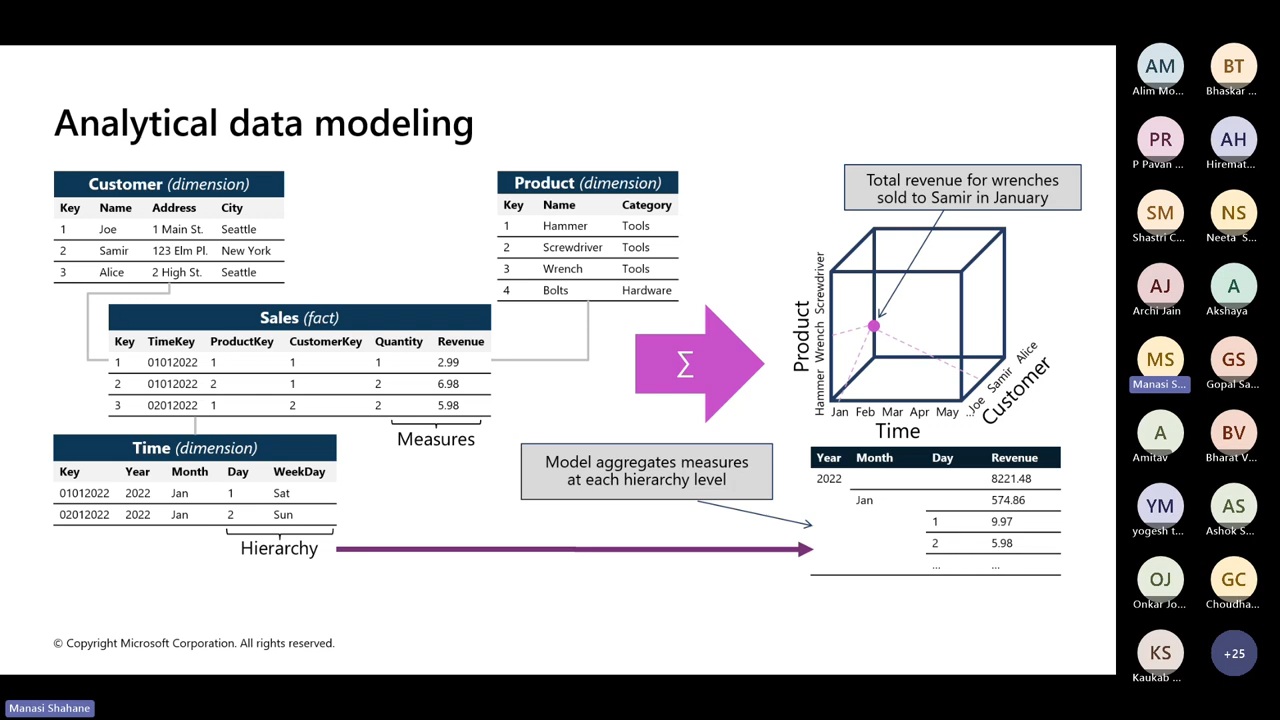 Analytical data modeling
Customer (dimension)
Key Name Address City
1 Joe 1 Main St. Seattle
2 Samir 123 Elm Pl. New York
3 Alice 2 High St. Seattle
Product (dimension)
Key Name Category
1 Hammer Tools
2 Screwdriver Tools
3 Wrench Tools
4 Bolts Hardware
Sales (fact)
Key TimeKey ProductKey CustomerKey Quantity Revenue
1 01012022 1 1 1 2.99
2 01012022 2 1 2 6.98
3 02012022 1 2 2 5.98
Measures
Time (dimension)
Key Year Month Day WeekDay
01012022 2022 Jan 1 Sat
02012022 2022 Jan 2 Sun
Hierarchy
∑
Total revenue for wrenches
sold to Samir in January
Product
Hammer Wrench Screwdriver
Jan Feb Mar Apr May ...
Time
Joe Samir Alice
Customer
Model aggregates measures
at each hierarchy level
Year Month Day Revenue
2022 8221.48
Jan 574.86
1 9.97
2 5.98
... ...
© Copyright Microsoft Corporation. All rights reserved.
AM BT
Alim Mo... Bhaskar ...
PR AH
P Pavan ... Hiremat...
SM NS
Shastri C... Neeta S...
AJ A
Archi Jain Akshaya
MS GS
Manasi S... Gopal Sa...
A BV
Amitav Bharat V...
YM AS
yogesh t... Ashok S...
OJ GC
Onkar Jo... Choudha...
KS +25
Kaukab ...
Manasi Shahane